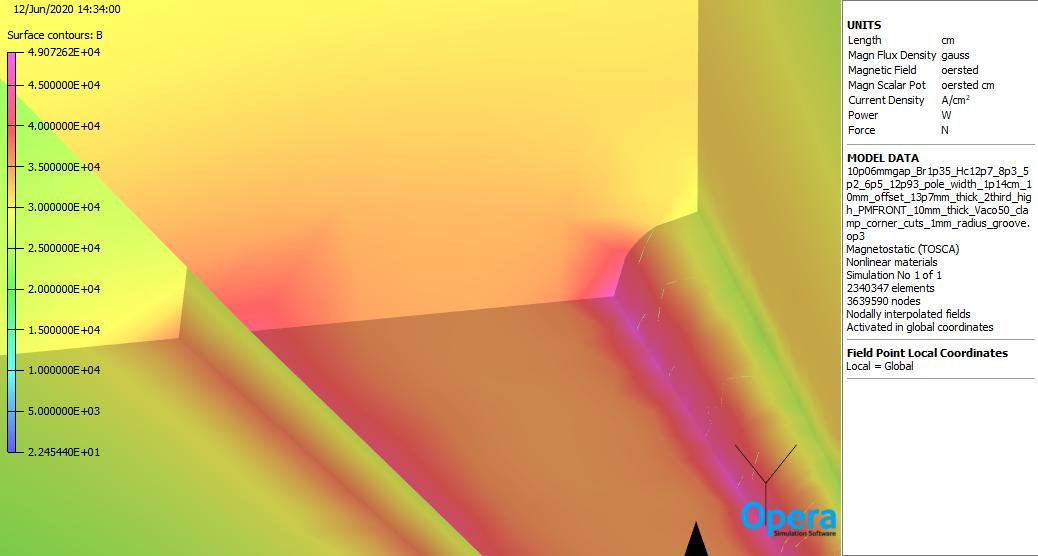 12/Jun/2020 14:34:00
Surface contours: B
4.907262E+04
4.500000E+04
4.000000E+04
3.500000E+04
3.000000E+04
2.500000E+04
2.000000E+04
1.500000E+04
1.000000E+04
5.000000E+03
2.245440E+01
Opera
Simulation Software
UNITS
Length cm
Magn Flux Density gauss
Magnetic Field oersted
Magn Scalar Pot oersted cm
Current Density A/cm²
Power W
Force N
MODEL DATA
10p06mmgap_Br1p35_Hc12p7_8p3_5
p2_6p5_12p93_pole_width_1p14cm_1
0mm_offset_13p7mm_thick_2third_hig
h_PMFRONT_10mm_thick_Vaco50_cla
mp_corner_cuts_1mm_radius_groove.
op3
Magnetostatic (TOSCA)
Nonlinear materials
Simulation No 1 of 1
2340347 elements
3639590 nodes
Nodally interpolated fields
Activated in global coordinates
Field Point Local Coordinates
Local = Global